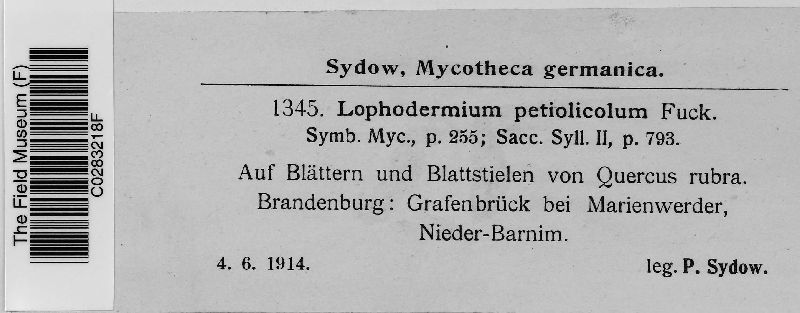 The Field Museum (F)
C0283218F
Sydow, Mycotheca germanica.
1345. Lophodermium petiolicolum Fuck.
Symb. Myc., p. 255; Sacc. Syll. II, p. 793.
Auf Blättern und Blattstielen von Quercus rubra.
Brandenburg: Grafenbrück bei Marienwerder,
Nieder-Barnim.
4. 6. 1914. leg. P. Sydow.